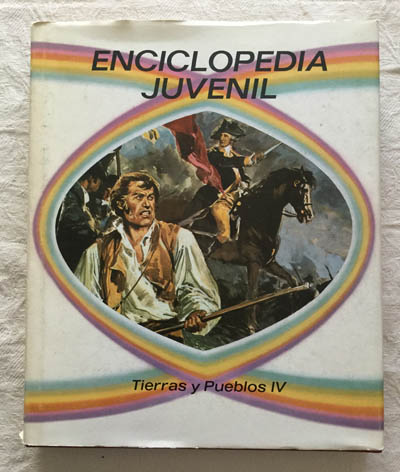 ENCICLOPEDIA
JUVENIL
Tierras y Pueblos IV